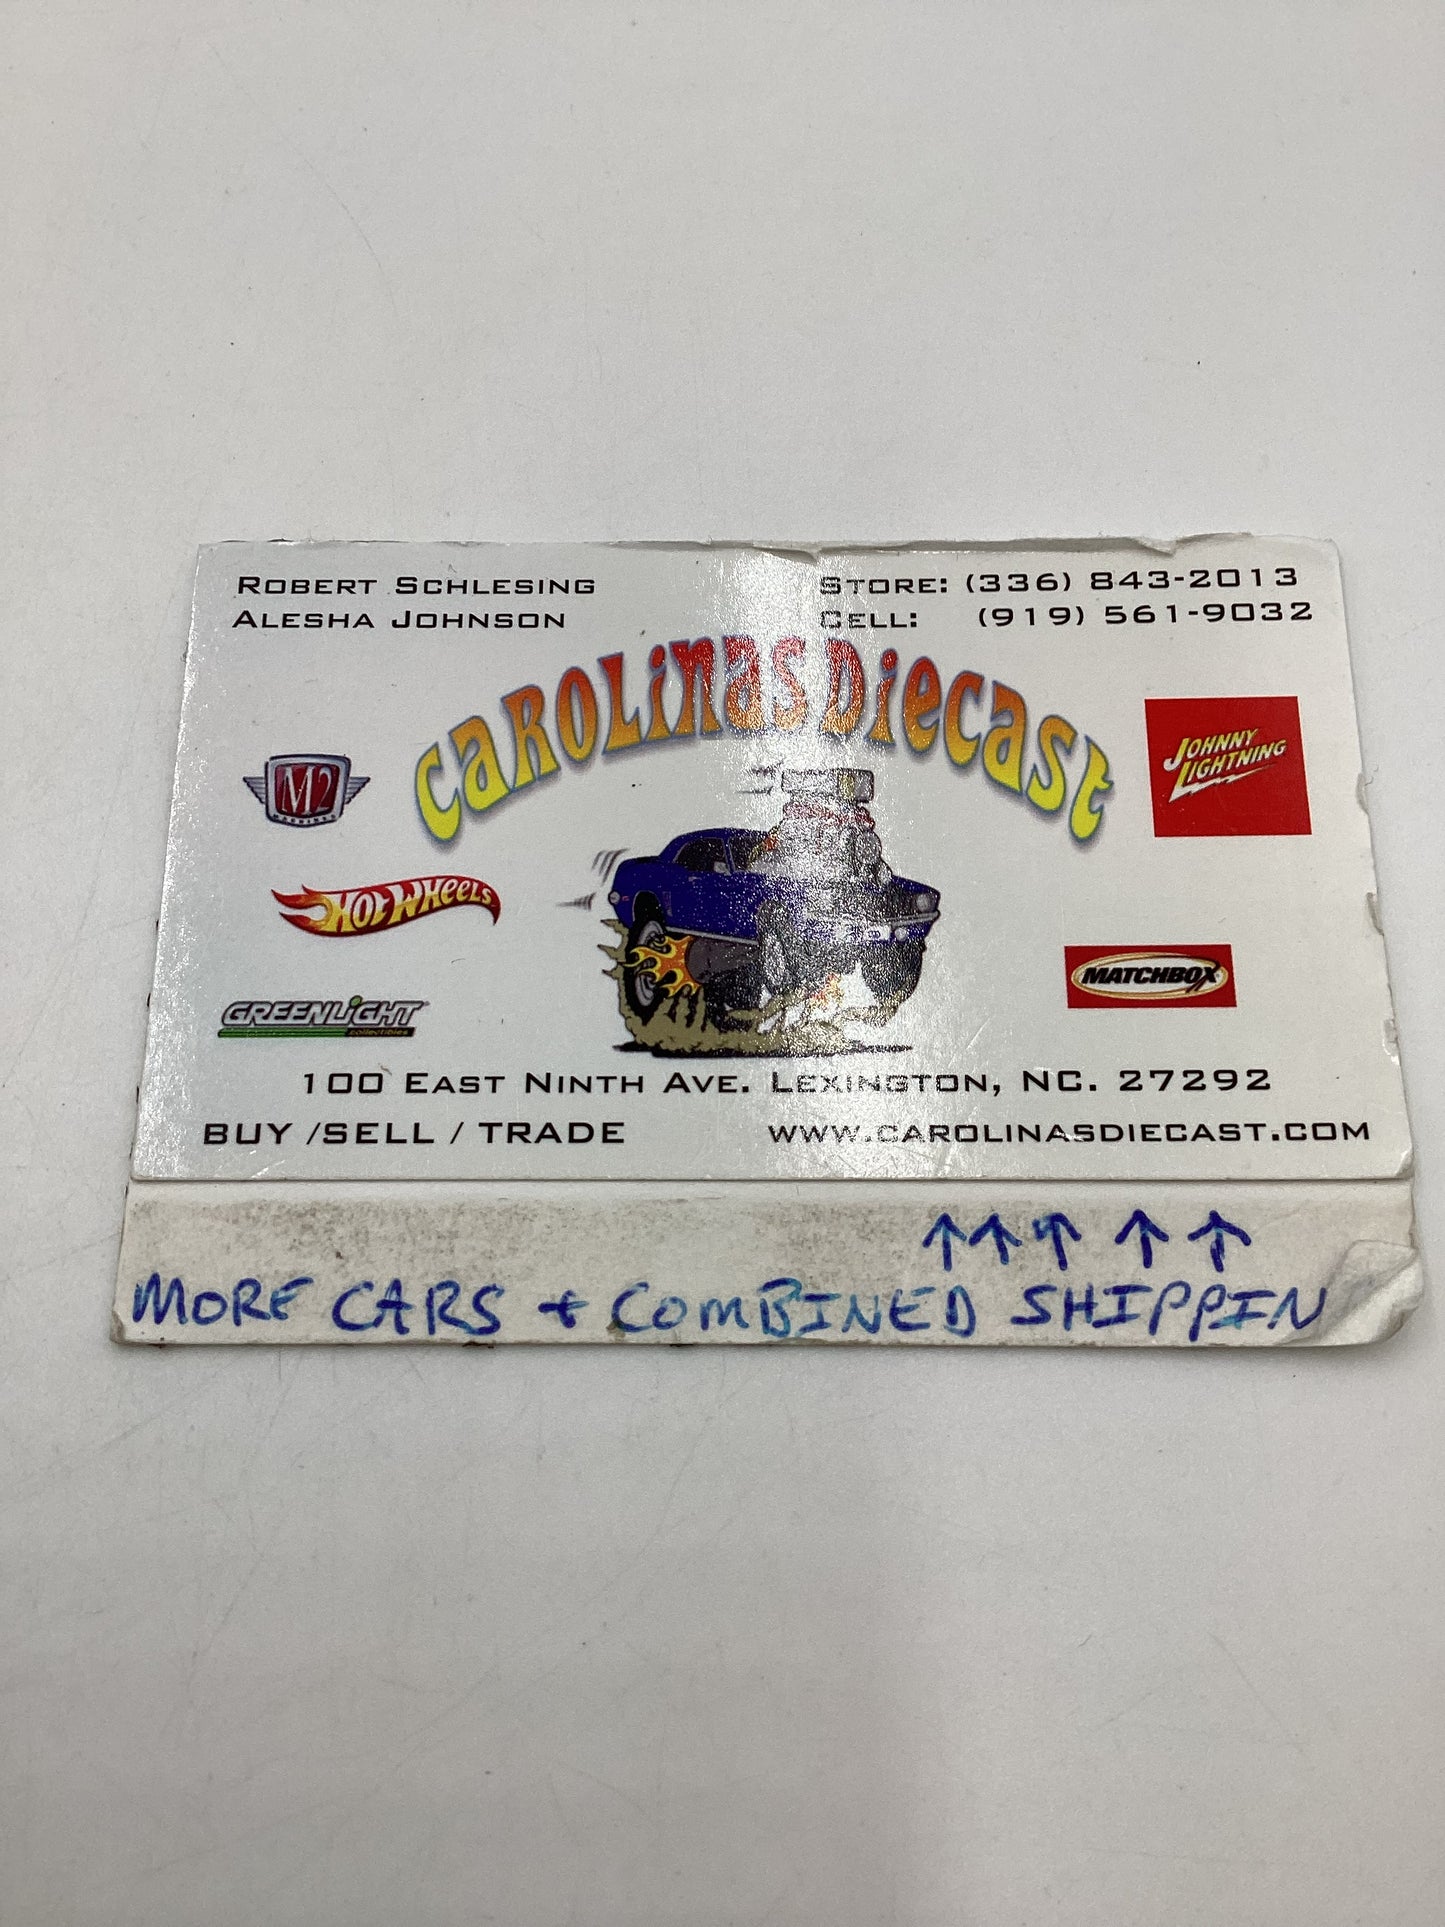 ROBERT SCHLESING
ALESHA JOHNSON
STORE: (336) 843-2013
CELL: (919) 561-9032
CAROLINAS DIECAST
M2
MACHINES
JOHNNY
LIGHTNING
HOT WHEELS
MATCHBOX
GREENLIGHT
collectibles
100 EAST NINTH AVE. LEXINGTON, NC. 27292
BUY /SELL / TRADE
WWW.CAROLINASDIECAST.COM
↑ ↑ ↑ ↑ ↑
MORE CARS + COMBINED SHIPPIN